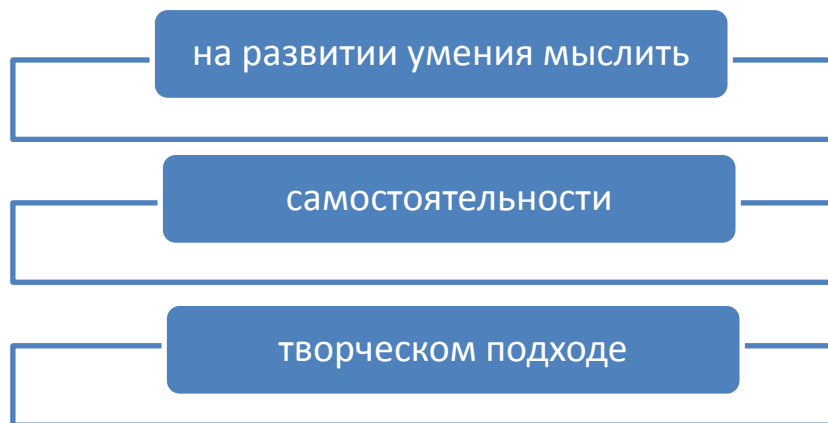 на развитии умения мыслить
самостоятельности
творческом подходе